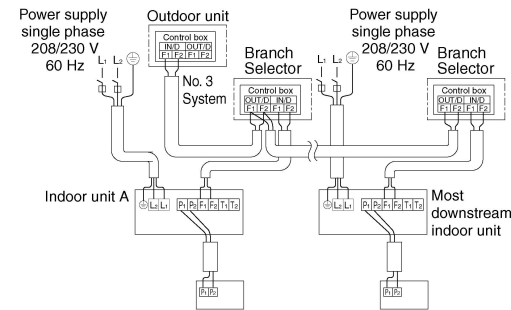 Power supply
single phase
208/230 V
60 Hz
L1 L2
Outdoor unit
Control box
IN/D OUT/D
F1 F2 F1 F2
No. 3
System
Branch
Selector
Control box
OUT/D IN/D
F1 F2 F1 F2
Power supply
single phase
208/230 V
60 Hz
L1 L2
Branch
Selector
Control box
OUT/D IN/D
F1 F2 F1 F2
Indoor unit A
L2 L1
P1 P2 F1 F2 T1 T2
P1 P2
L2 L1
P1 P2 F1 F2 T1 T2
Most
downstream
indoor unit
P1 P2